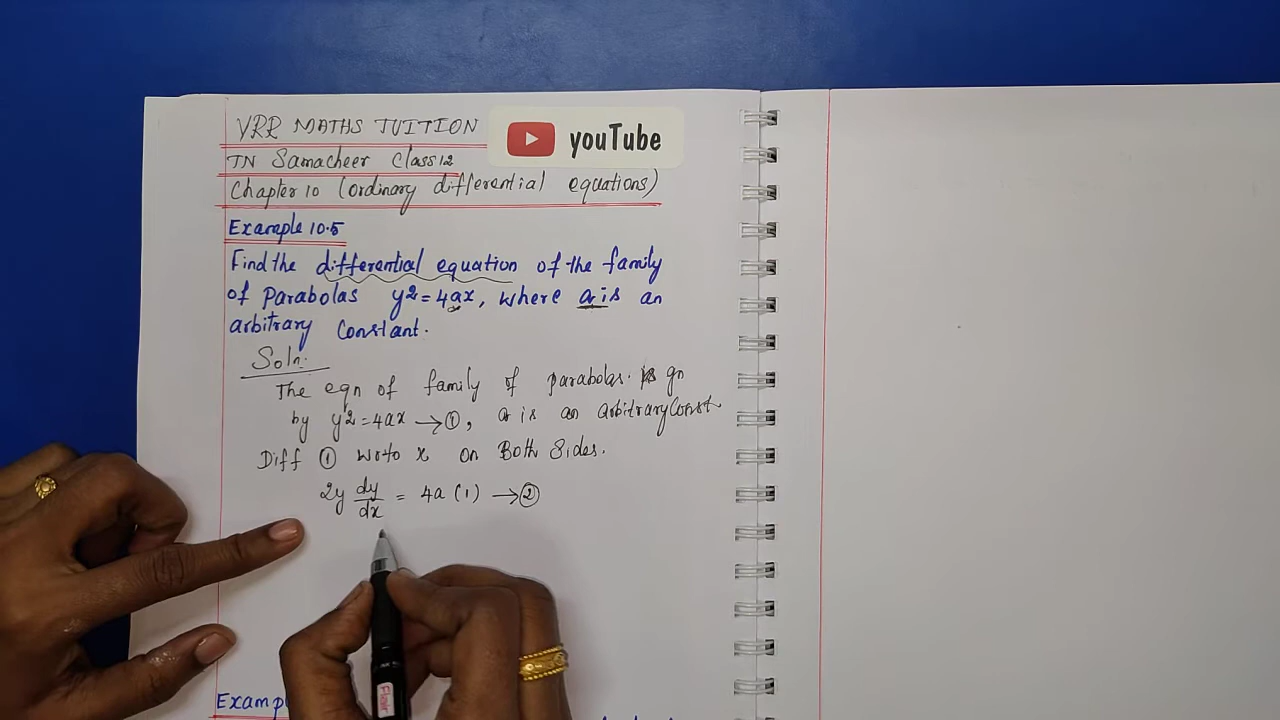 VRR MATHS TUITION
youTube
TN Samacheer Class 12
Chapter 10 (ordinary differential equations)
Example 10.5
Find the differential equation of the family
of Parabolas y2 = 4ax, where a is an
arbitrary Constant.
Soln:
The eqn of family of parabolas. is gn
by y2 = 4ax → ①, a is an arbitrary Const
Diff ① w.r.to x on Both Sides.
2y dy/dx = 4a (1) → ②
Flair